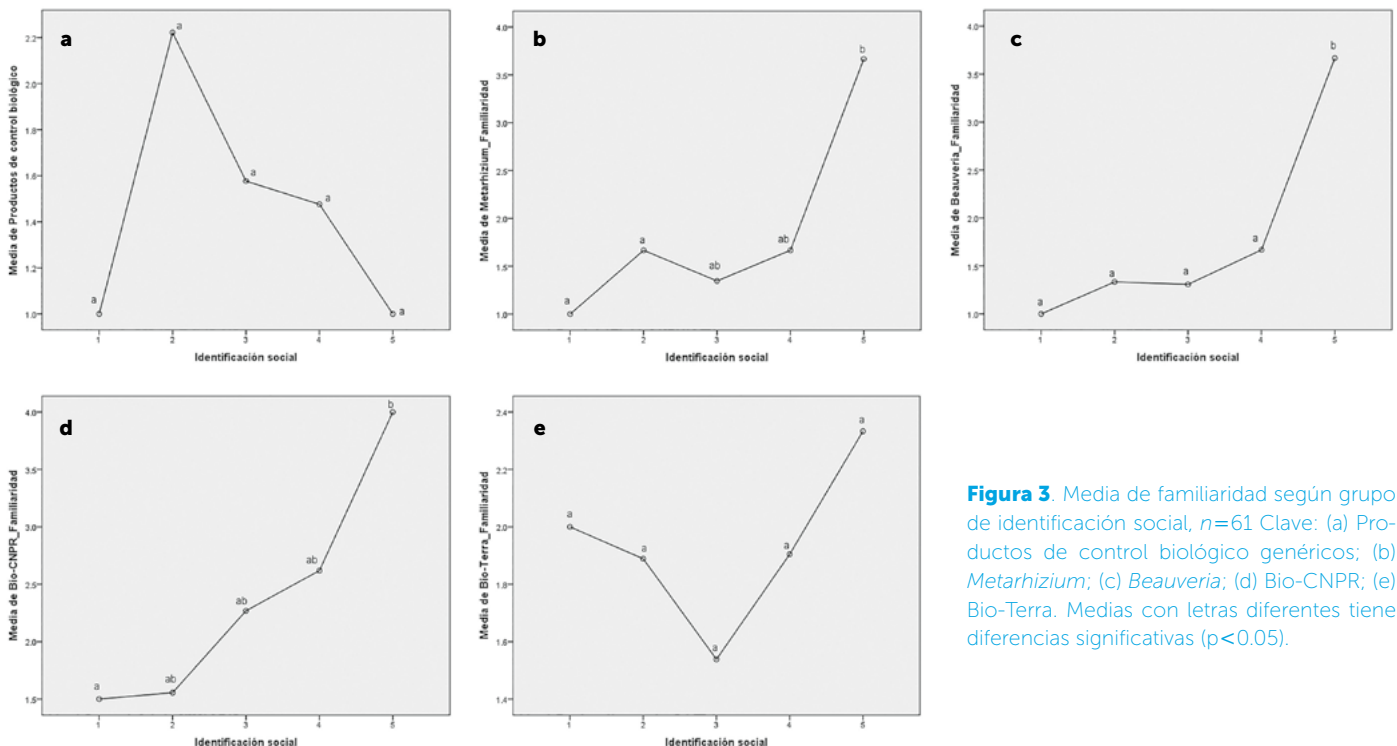 a
Media de Productos de control biológico
2.2
2.0
1.8
1.6
1.4
1.2
1.0
a
a
a
a
a
1
2
3
4
5
Identificación social
b
Media de Metarhizium_Familiaridad
4.0
3.5
3.0
2.5
2.0
1.5
1.0
a
a
ab
ab
b
1
2
3
4
5
Identificación social
c
Media de Beauveria_Familiaridad
4.0
3.5
3.0
2.5
2.0
1.5
1.0
a
a
a
a
b
1
2
3
4
5
Identificación social
d
Media de Bio-CNPR_Familiaridad
4.0
3.5
3.0
2.5
2.0
1.5
a
ab
ab
ab
b
1
2
3
4
5
Identificación social
e
Media de Bio-Terra_Familiaridad
2.4
2.2
2.0
1.8
1.6
1.4
a
a
a
a
a
1
2
3
4
5
Identificación social
Figura 3. Media de familiaridad según grupo
de identificación social, n=61 Clave: (a) Pro-
ductos de control biológico genéricos; (b)
Metarhizium; (c) Beauveria; (d) Bio-CNPR; (e)
Bio-Terra. Medias con letras diferentes tiene
diferencias significativas (p<0.05).